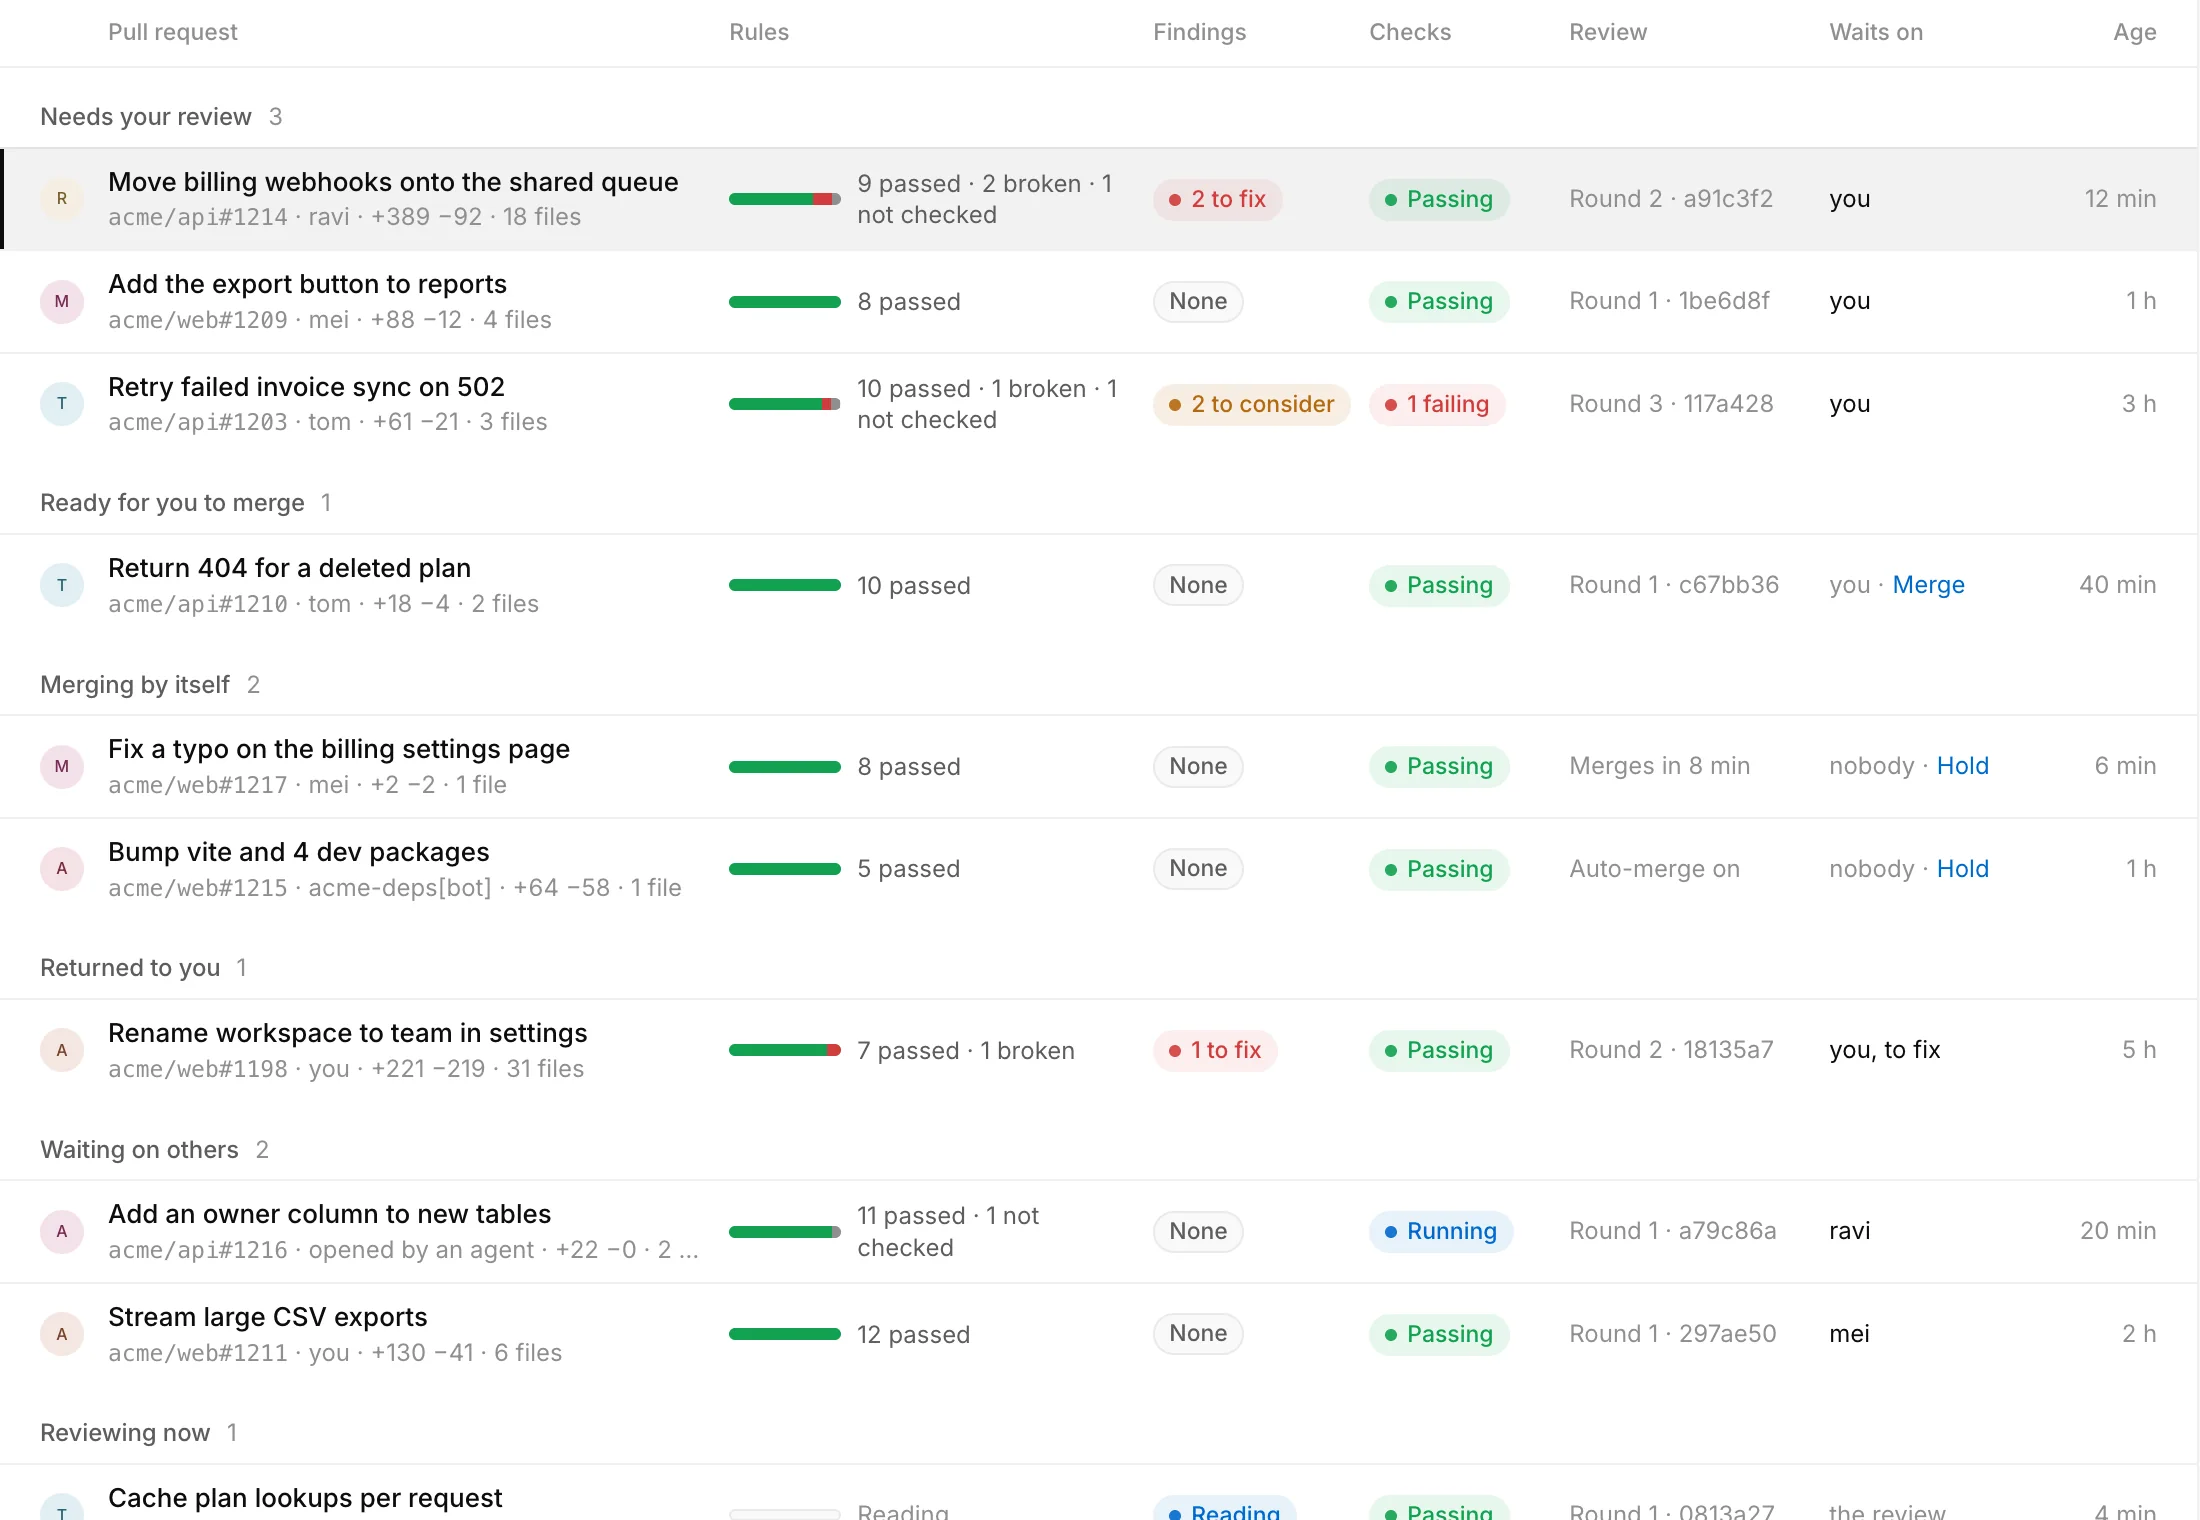 Pull request Rules Findings Checks Review Waits on Age
Needs your review 3
R Move billing webhooks onto the shared queue
acme/api#1214 · ravi · +389 −92 · 18 files
9 passed · 2 broken · 1
not checked
2 to fix Passing Round 2 · a91c3f2 you 12 min
M Add the export button to reports
acme/web#1209 · mei · +88 −12 · 4 files
8 passed None Passing Round 1 · 1be6d8f you 1 h
T Retry failed invoice sync on 502
acme/api#1203 · tom · +61 −21 · 3 files
10 passed · 1 broken · 1
not checked
2 to consider 1 failing Round 3 · 117a428 you 3 h
Ready for you to merge 1
T Return 404 for a deleted plan
acme/api#1210 · tom · +18 −4 · 2 files
10 passed None Passing Round 1 · c67bb36 you · Merge 40 min
Merging by itself 2
M Fix a typo on the billing settings page
acme/web#1217 · mei · +2 −2 · 1 file
8 passed None Passing Merges in 8 min nobody · Hold 6 min
A Bump vite and 4 dev packages
acme/web#1215 · acme-deps[bot] · +64 −58 · 1 file
5 passed None Passing Auto-merge on nobody · Hold 1 h
Returned to you 1
A Rename workspace to team in settings
acme/web#1198 · you · +221 −219 · 31 files
7 passed · 1 broken 1 to fix Passing Round 2 · 18135a7 you, to fix 5 h
Waiting on others 2
A Add an owner column to new tables
acme/api#1216 · opened by an agent · +22 −0 · 2 ...
11 passed · 1 not
checked
None Running Round 1 · a79c86a ravi 20 min
A Stream large CSV exports
acme/web#1211 · you · +130 −41 · 6 files
12 passed None Passing Round 1 · 297ae50 mei 2 h
Reviewing now 1
T Cache plan lookups per request
Reading Reading Passing Round 1 · 0813a27 the review 4 min